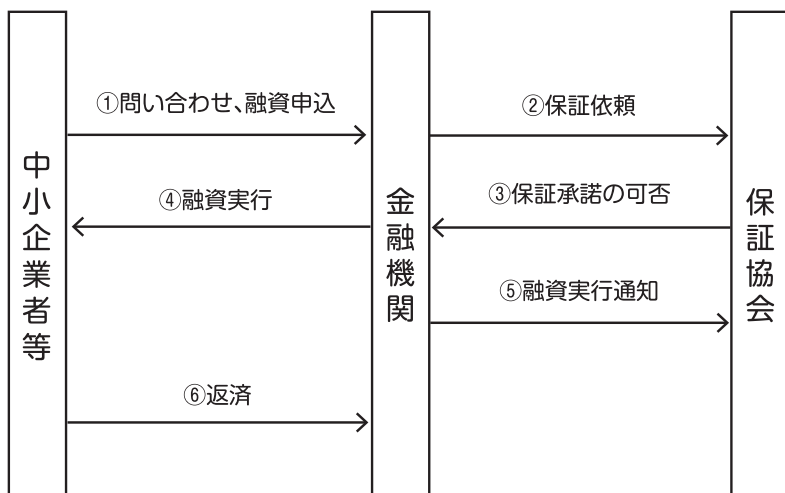 中小企業者等
①問い合わせ、融資申込
④融資実行
⑥返済
金融機関
②保証依頼
③保証承諾の可否
⑤融資実行通知
保証協会